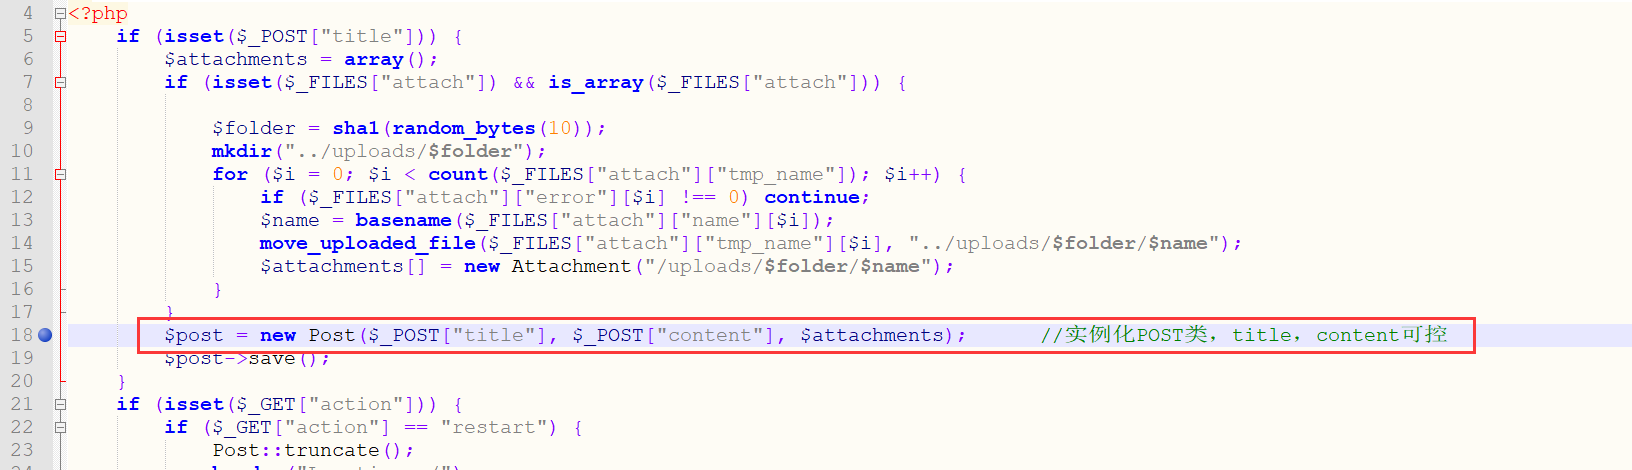 4 <?php
5 if (isset($_POST["title"])) {
6 $attachments = array();
7 if (isset($_FILES["attach"]) && is_array($_FILES["attach"])) {
8
9 $folder = sha1(random_bytes(10));
10 mkdir("../uploads/$folder");
11 for ($i = 0; $i < count($_FILES["attach"]["tmp_name"]); $i++) {
12 if ($_FILES["attach"]["error"][$i] !== 0) continue;
13 $name = basename($_FILES["attach"]["name"][$i]);
14 move_uploaded_file($_FILES["attach"]["tmp_name"][$i], "../uploads/$folder/$name");
15 $attachments[] = new Attachment("/uploads/$folder/$name");
16 }
17 }
18 $post = new Post($_POST["title"], $_POST["content"], $attachments); //实例化POST类，title，content可控
19 $post->save();
20 }
21 if (isset($_GET["action"])) {
22 if ($_GET["action"] == "restart") {
23 Post::truncate();